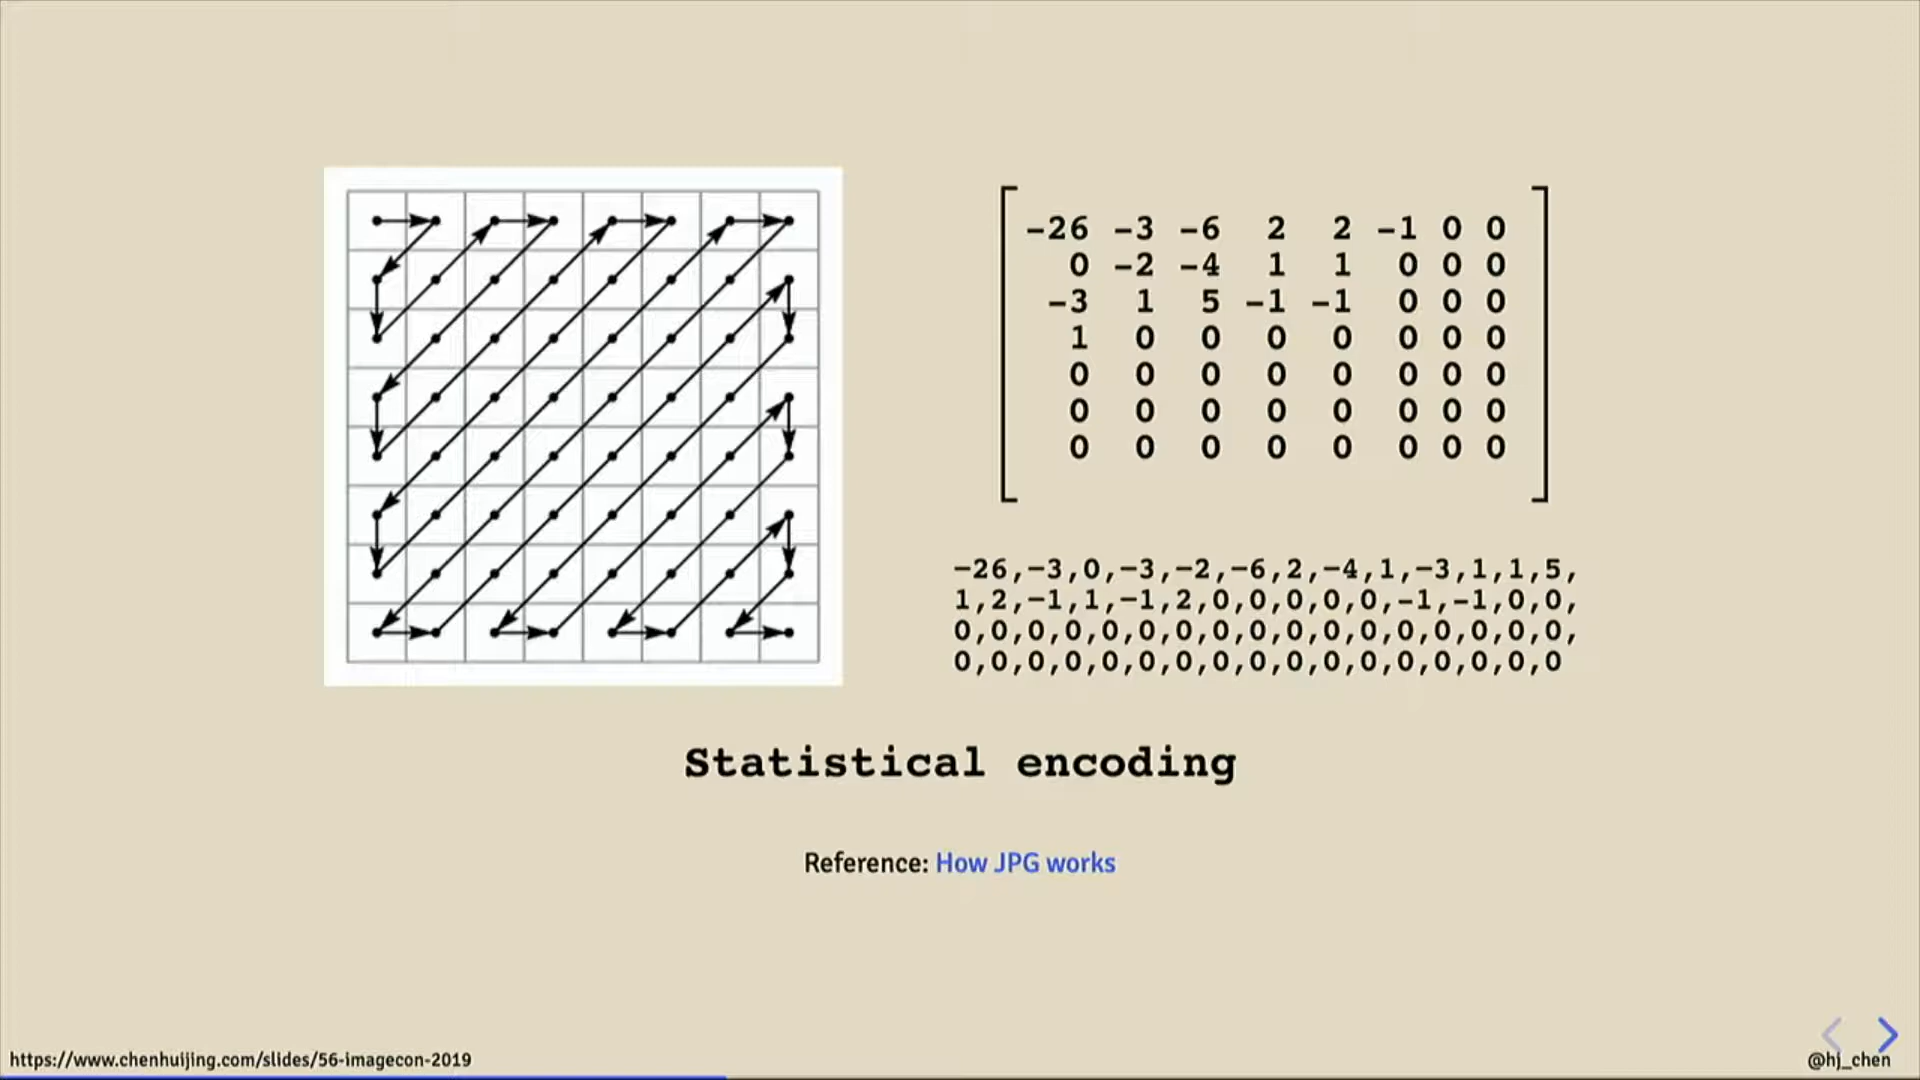 -26 -3 -6 2 2 -1 0 0
0 -2 -4 1 1 0 0 0
-3 1 5 -1 -1 0 0 0
1 0 0 0 0 0 0 0
0 0 0 0 0 0 0 0
0 0 0 0 0 0 0 0
0 0 0 0 0 0 0 0
-26,-3,0,-3,-2,-6,2,-4,1,-3,1,1,5,
1,2,-1,1,-1,2,0,0,0,0,0,-1,-1,0,0,
0,0,0,0,0,0,0,0,0,0,0,0,0,0,0,0,0,
0,0,0,0,0,0,0,0,0,0,0,0,0,0,0,0,0
Statistical encoding
Reference: How JPG works
https://www.chenhuijing.com/slides/56-imagecon-2019
@hj_chen